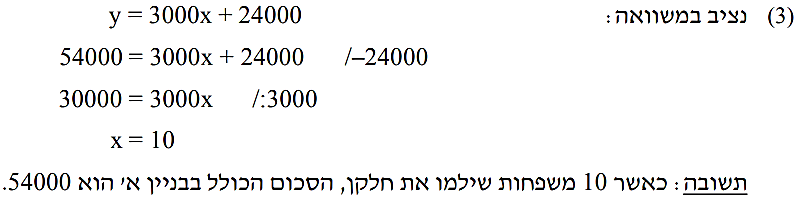 (3) נציב במשוואה: y = 3000x + 24000
54000 = 3000x + 24000 /–24000
30000 = 3000x /:3000
x = 10
תשובה: כאשר 10 משפחות שילמו את חלקן, הסכום הכולל בבניין א' הוא 54000.